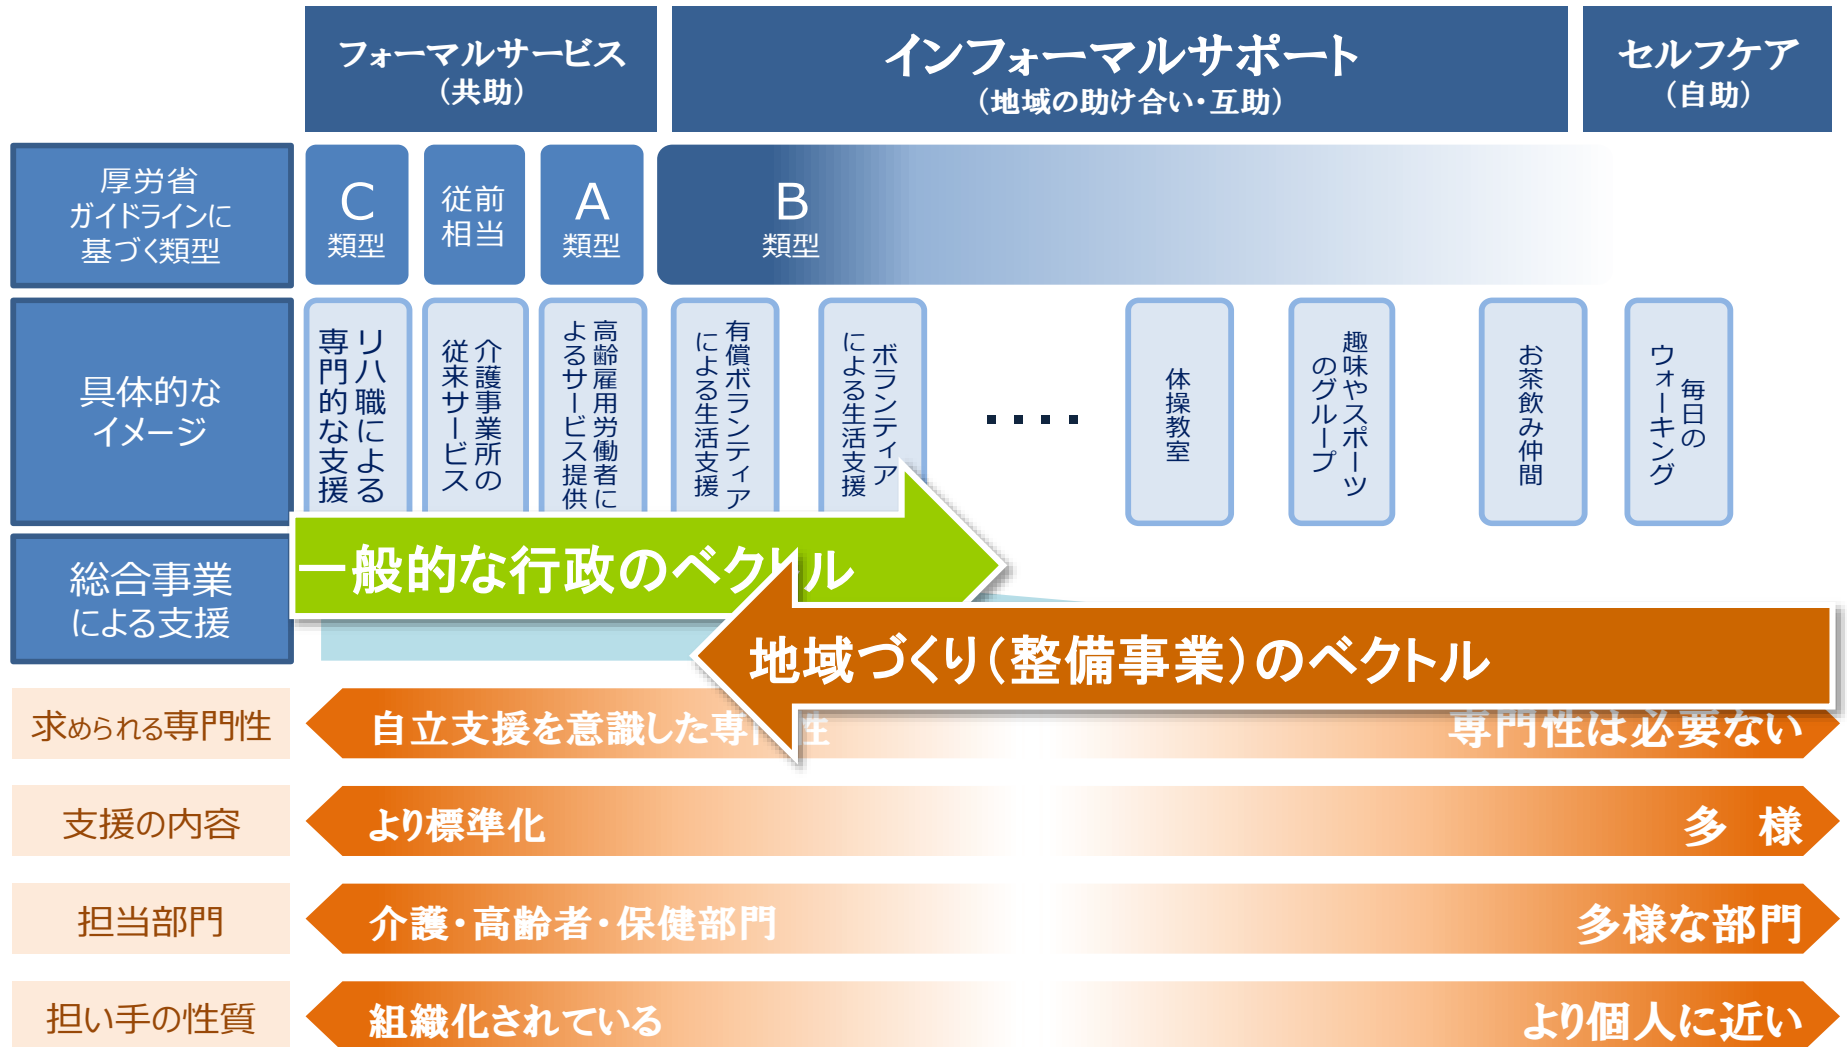 フォーマルサービス
（共助）
インフォーマルサポート
（地域の助け合い・互助）
セルフケア
（自助）
厚労省
ガイドラインに
基づく類型
C
類型
従前
相当
A
類型
B
類型
具体的な
イメージ
リハ職による
専門的な支援
介護事業所の
従来サービス
高齢雇用労働者に
よるサービス提供
有償ボランティア
による生活支援
ボランティア
による生活支援
････
体操教室
趣味やスポーツ
のグループ
お茶飲み仲間
毎日の
ウォーキング
総合事業
による支援
一般的な行政のベクトル
地域づくり（整備事業）のベクトル
求められる専門性
自立支援を意識した専門性
専門性は必要ない
支援の内容
より標準化
多　様
担当部門
介護・高齢者・保健部門
多様な部門
担い手の性質
組織化されている
より個人に近い